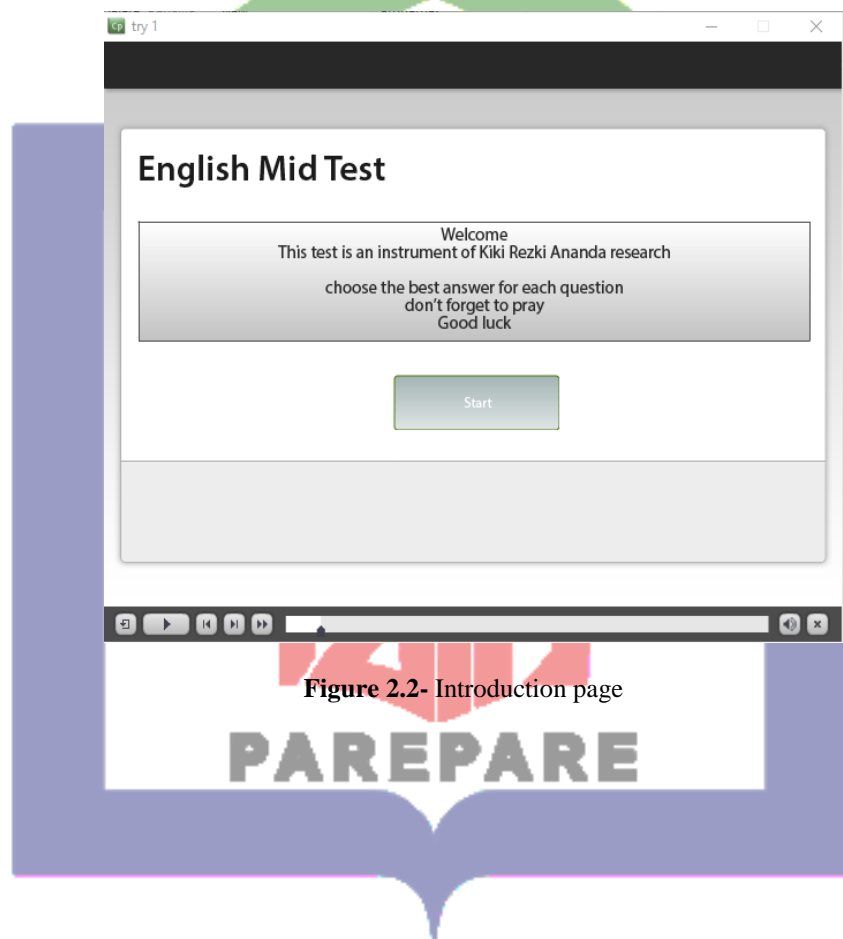 Cp try 1
English Mid Test
Welcome
This test is an instrument of Kiki Rezki Ananda research
choose the best answer for each question
don't forget to pray
Good luck
Start
Figure 2.2- Introduction page
PAREPARE